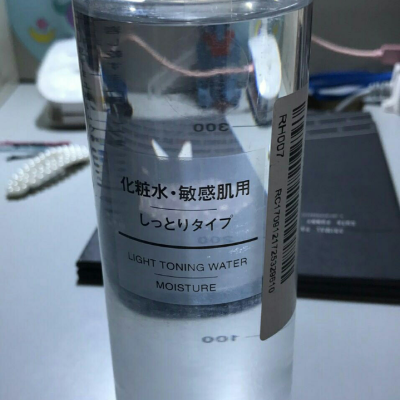 300
化粧水・敏感肌用
しっとりタイプ
LIGHT TONING WATER
MOISTURE
100
RH007